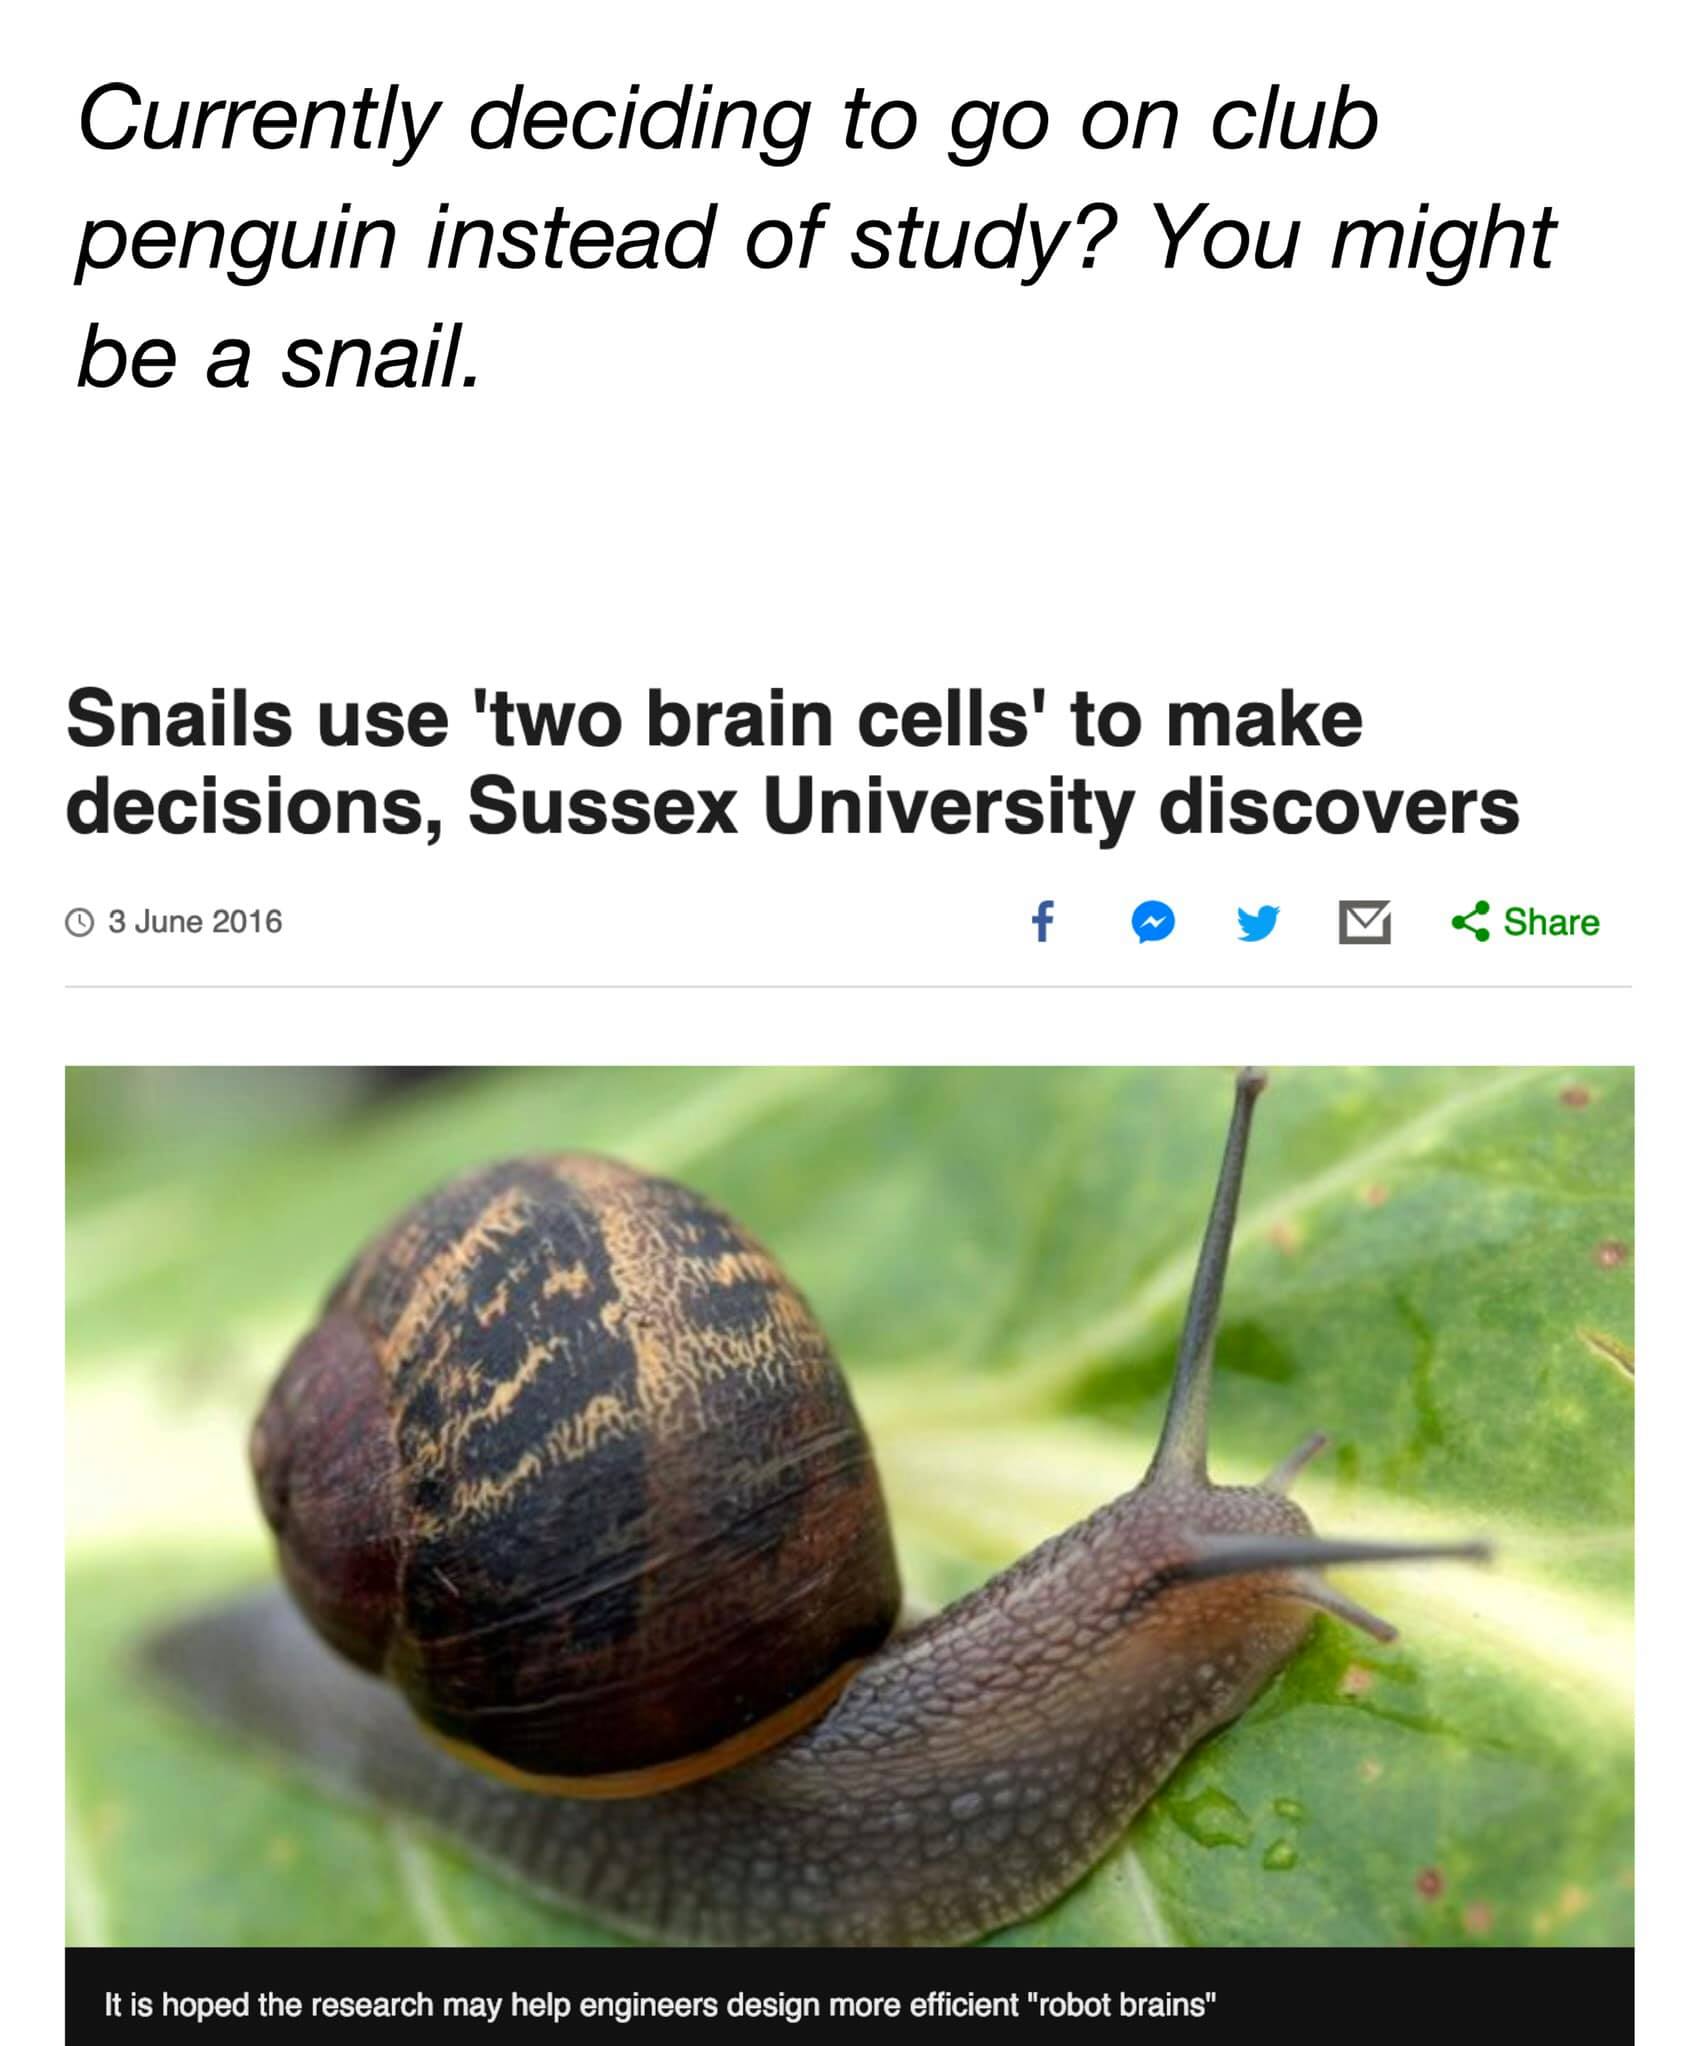 Currently deciding to go on club
penguin instead of study? You might
be a snail.
Snails use 'two brain cells' to make
decisions, Sussex University discovers
3 June 2016
Share
It is hoped the research may help engineers design more efficient "robot brains"